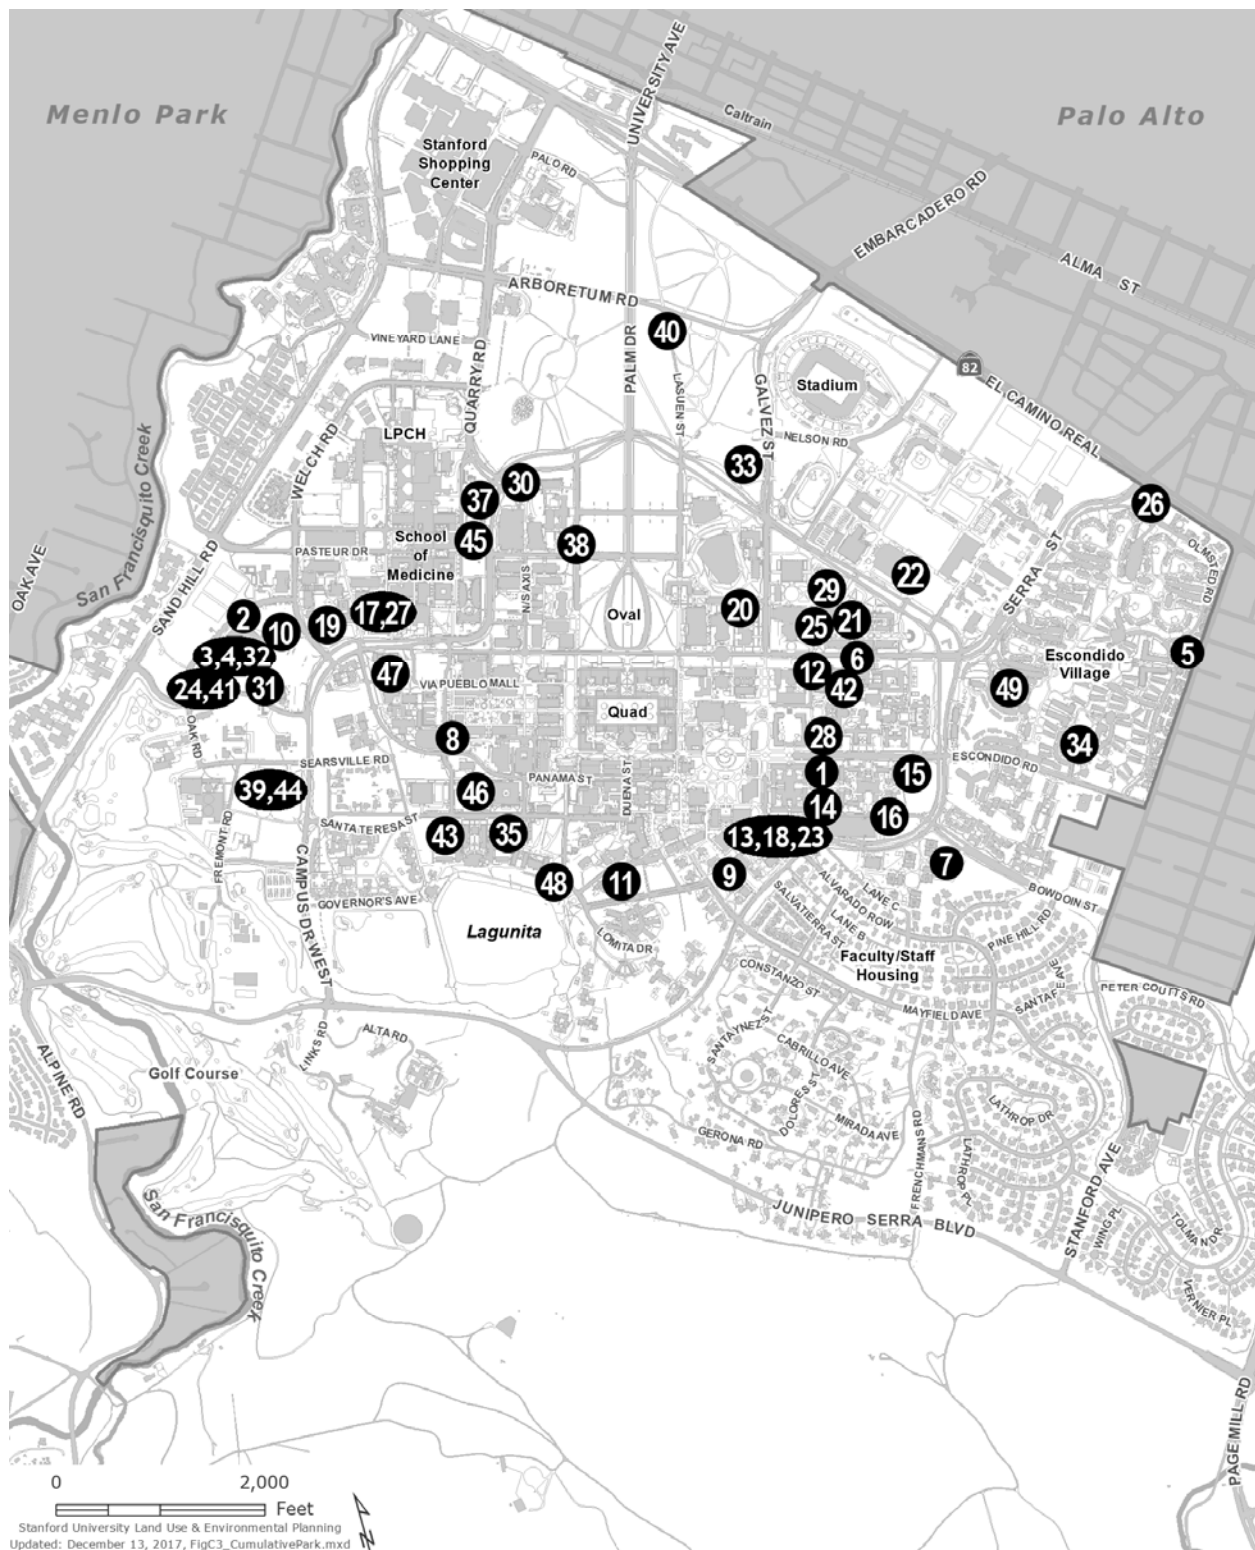 Menlo Park
Palo Alto
UNIVERSITY AVE
Caltrain
Stanford
Shopping
Center
PALO RD
EMBARCADERO RD
ALMA ST
ARBORETUM RD
40
VINEYARD LANE
QUARRY RD
PALM DR
LASUEN ST
GALVEZ ST
Stadium
82
EL CAMINO REAL
NELSON RD
LPCH
WELCH RD
San Francisquito Creek
33
30
37
26
45
38
SERRA ST
OLMSTED RD
School
of
Medicine
PASTEUR DR
N/S AXIS
OAK AVE
SAND HILL RD
22
29
2
10
19
17,27
Oval
20
25
21
5
3,4,32
6
Escondido
Village
24,41
31
47
VIA PUEBLO MALL
12
42
49
Quad
OAK RD
8
28
34
SEARSVILLE RD
PANAMA ST
DUENA ST
ESCONDIDO RD
1
15
39,44
46
14
16
SANTA TERESA ST
43
35
13,18,23
FREMONT RD
CAMPUS DR WEST
48
11
9
7
BOWDOIN ST
GOVERNOR'S AVE
LANE C
ALVARADO ROW
LANE B
SALVATIERRA ST
PINE HILL RD
Lagunita
LOMITA DR
Faculty/Staff
Housing
CONSTANZO ST
SANTA FE AVE
PETER COUTTS RD
MAYFIELD AVE
LINKS RD
ALTA RD
SANTA YNEZ ST
CABRILLO AVE
ALPINE RD
Golf Course
DOLORES ST
LATHROP DR
MIRADA AVE
GERONA RD
FRENCHMANS RD
LATHROP PL
STANFORD AVE
San Francisquito Creek
JUNIPERO SERRA BLVD
WING PL
TOLMAN DR
VERNIER PL
PAGE MILL RD
0 2,000
Feet
N
Stanford University Land Use & Environmental Planning
Updated: December 13, 2017, FigC3_CumulativePark.mxd